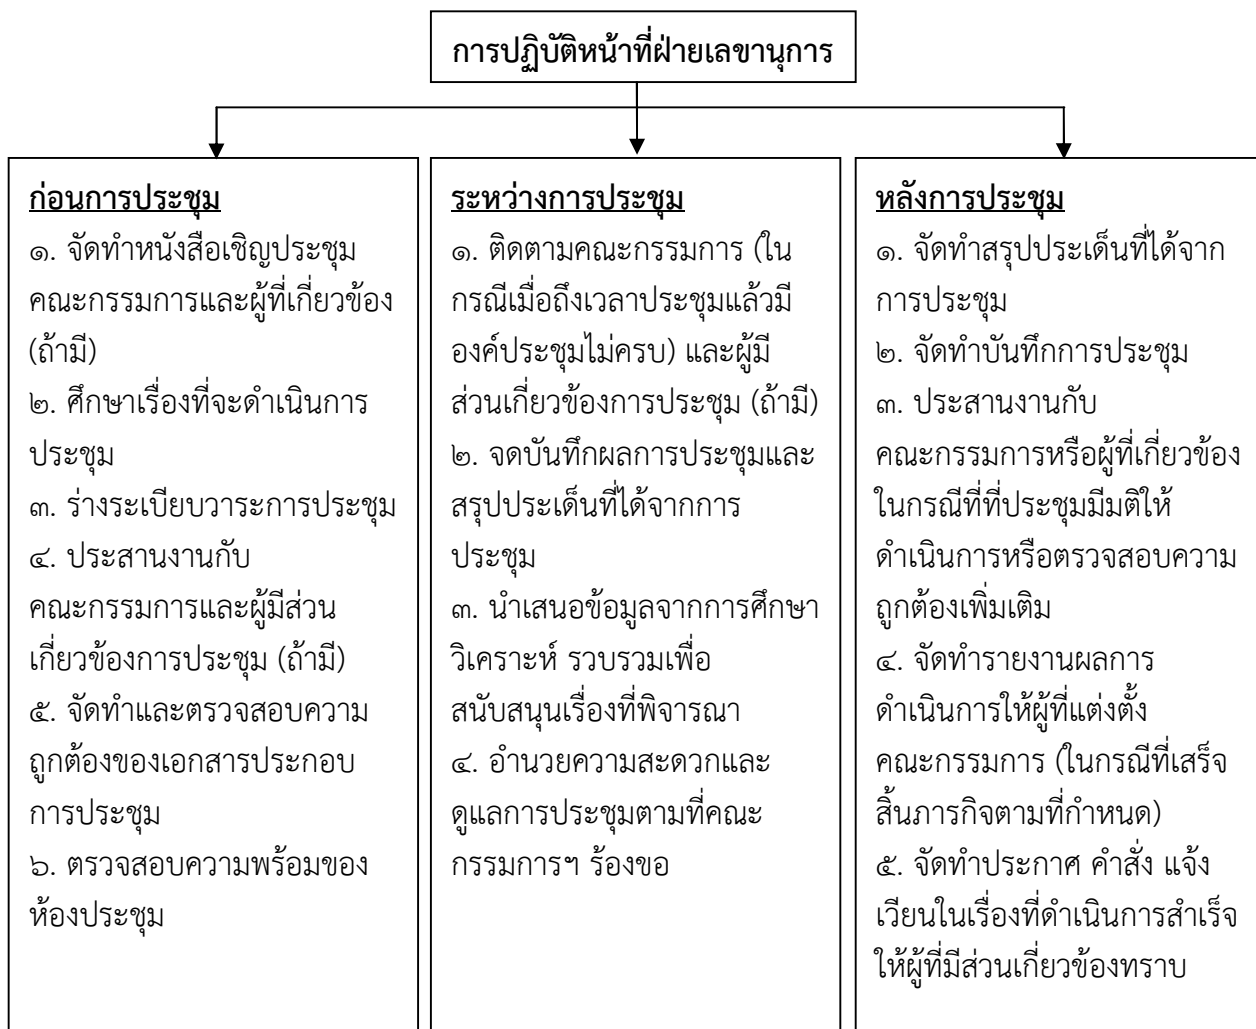 การปฏิบัติหน้าที่ฝ่ายเลขานุการ
ก่อนการประชุม
๑. จัดทำหนังสือเชิญประชุม
คณะกรรมการและผู้ที่เกี่ยวข้อง
(ถ้ามี)
๒. ศึกษาเรื่องที่จะดำเนินการ
ประชุม
๓. ร่างระเบียบวาระการประชุม
๔. ประสานงานกับ
คณะกรรมการและผู้มีส่วน
เกี่ยวข้องการประชุม (ถ้ามี)
๕. จัดทำและตรวจสอบความ
ถูกต้องของเอกสารประกอบ
การประชุม
๖. ตรวจสอบความพร้อมของ
ห้องประชุม
ระหว่างการประชุม
๑. ติดตามคณะกรรมการ (ใน
กรณีเมื่อถึงเวลาประชุมแล้วมี
องค์ประชุมไม่ครบ) และผู้มี
ส่วนเกี่ยวข้องการประชุม (ถ้ามี)
๒. จดบันทึกผลการประชุมและ
สรุปประเด็นที่ได้จากการ
ประชุม
๓. นำเสนอข้อมูลจากการศึกษา
วิเคราะห์ รวบรวมเพื่อ
สนับสนุนเรื่องที่พิจารณา
๔. อำนวยความสะดวกและ
ดูแลการประชุมตามที่คณะ
กรรมการฯ ร้องขอ
หลังการประชุม
๑. จัดทำสรุปประเด็นที่ได้จาก
การประชุม
๒. จัดทำบันทึกการประชุม
๓. ประสานงานกับ
คณะกรรมการหรือผู้ที่เกี่ยวข้อง
ในกรณีที่ที่ประชุมมีมติให้
ดำเนินการหรือตรวจสอบความ
ถูกต้องเพิ่มเติม
๔. จัดทำรายงานผลการ
ดำเนินการให้ผู้ที่แต่งตั้ง
คณะกรรมการ (ในกรณีที่เสร็จ
สิ้นภารกิจตามที่กำหนด)
๕. จัดทำประกาศ คำสั่ง แจ้ง
เวียนในเรื่องที่ดำเนินการสำเร็จ
ให้ผู้ที่มีส่วนเกี่ยวข้องทราบ